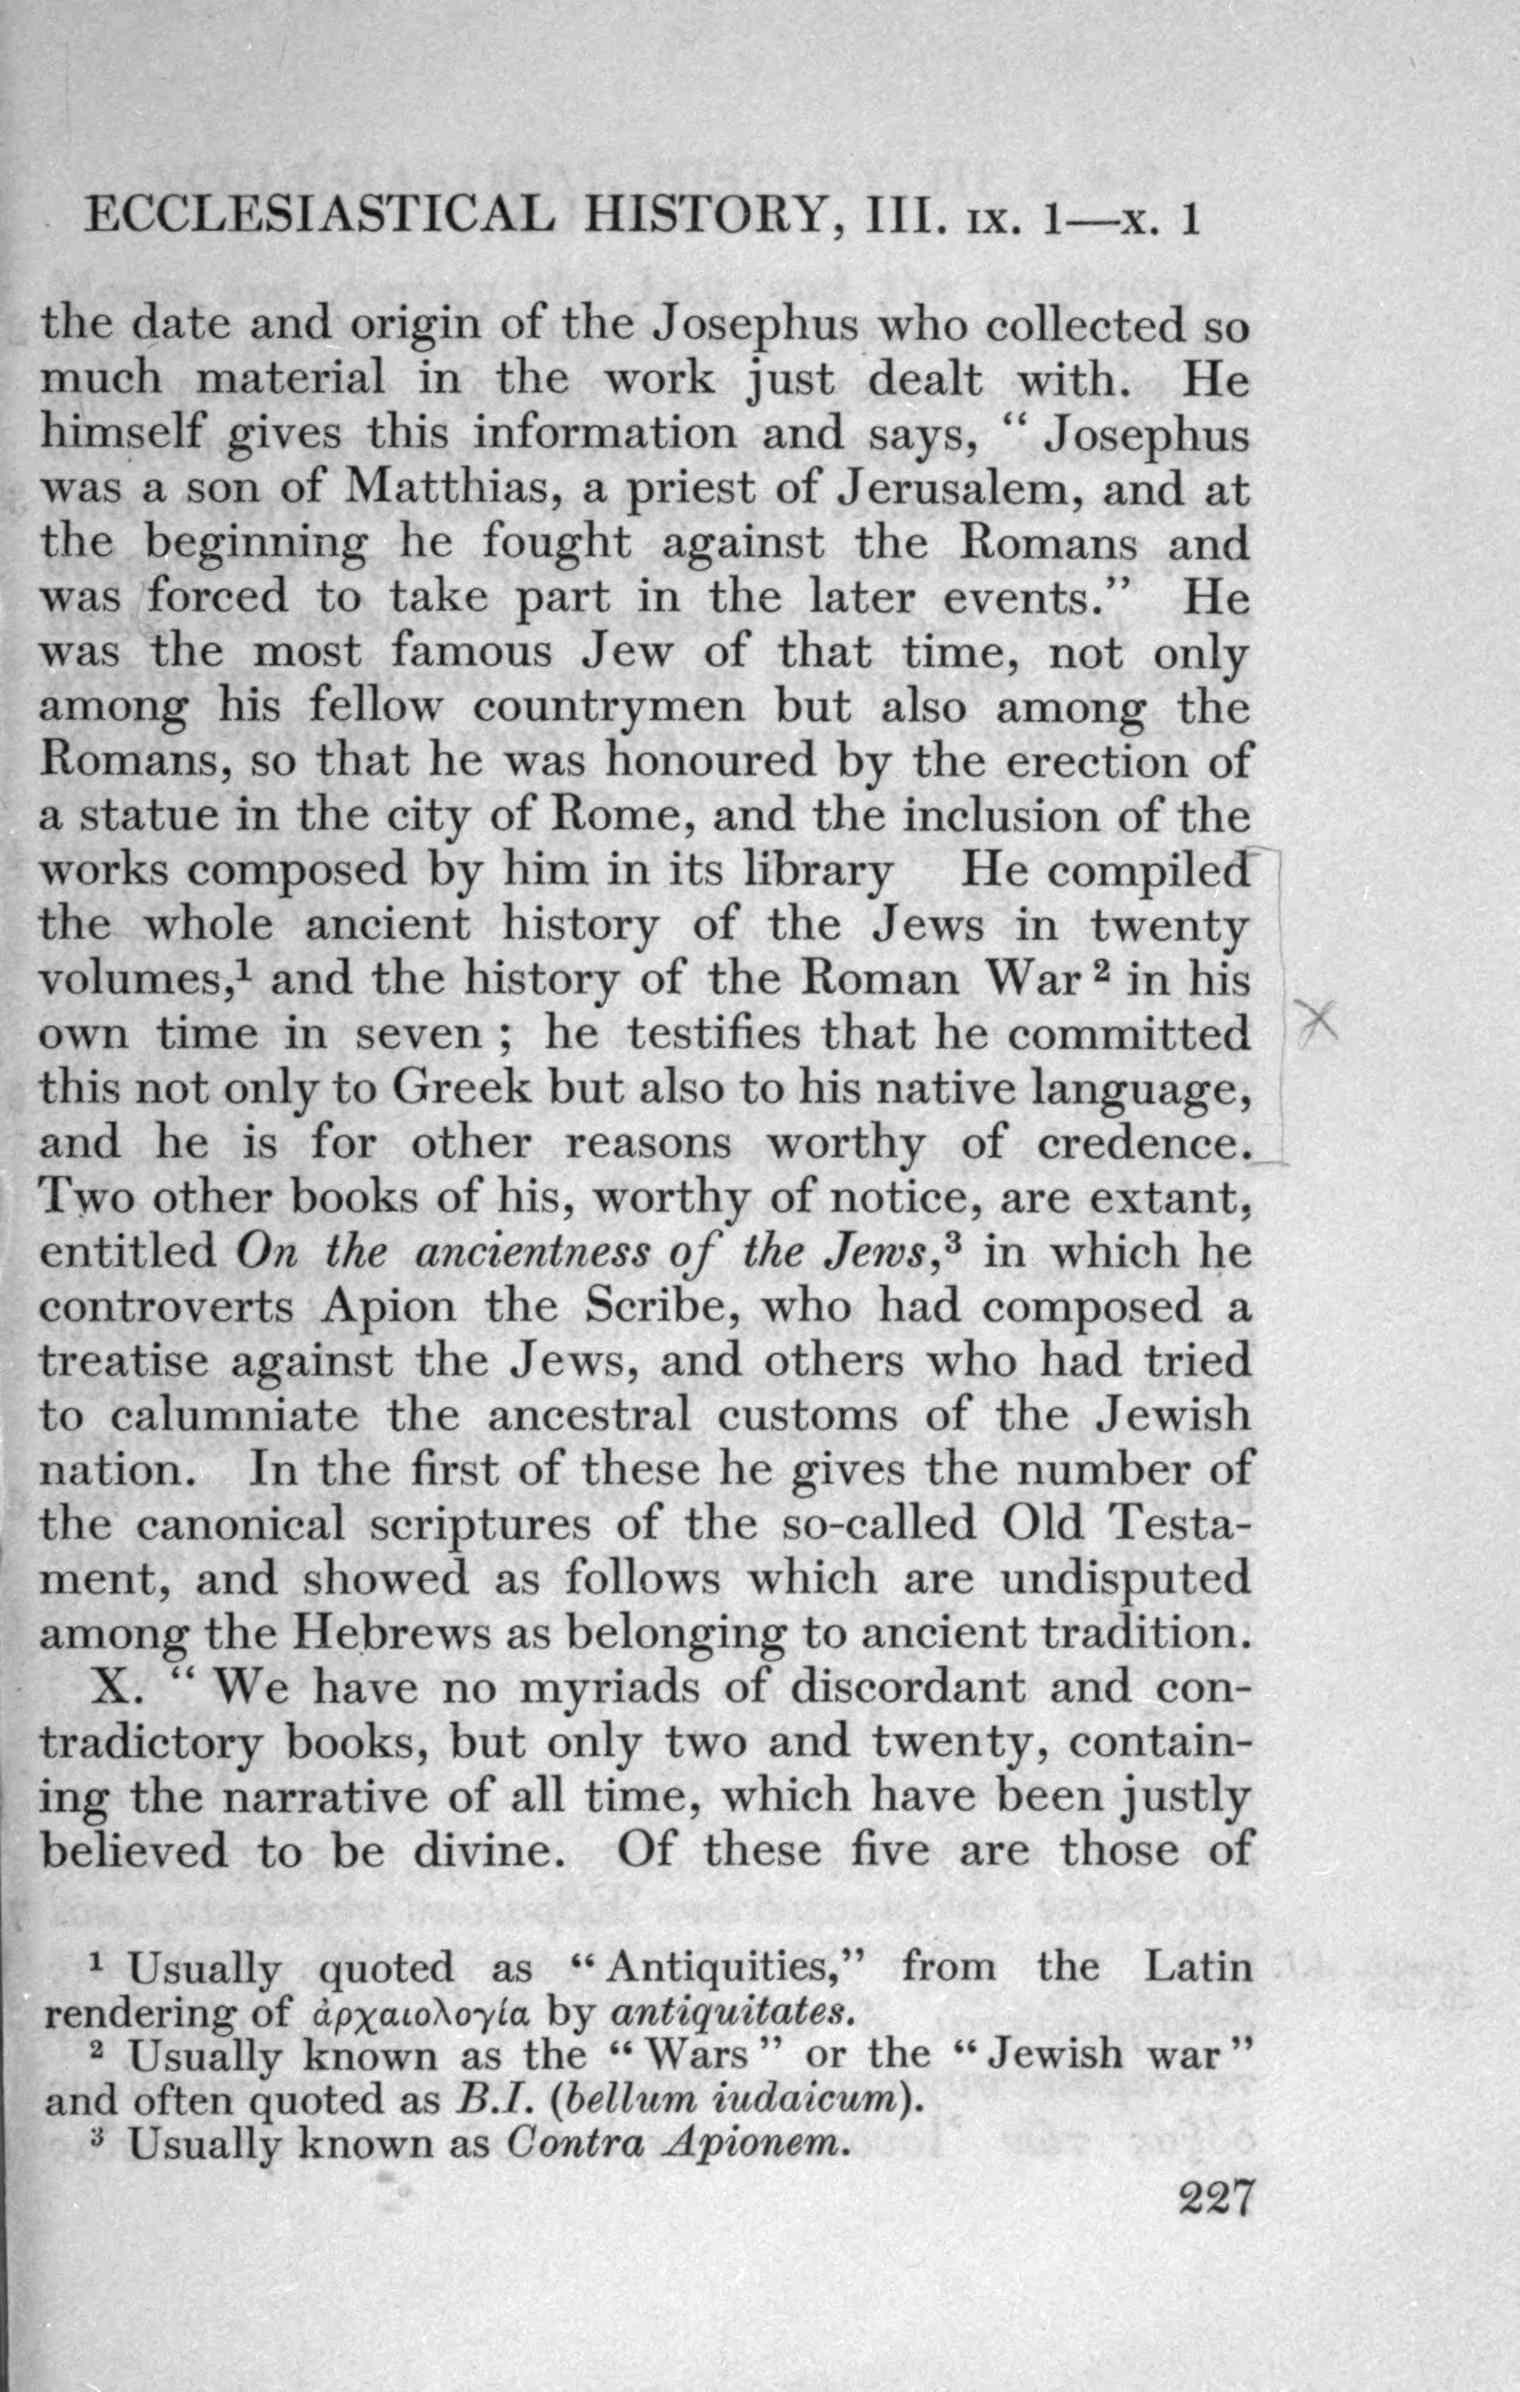 ECCLESIASTICAL HISTORY, III. IX. 1—X. 1
the date and origin of the Josephus who collected so
much material in the work just dealt with. He
himself gives this information and says, “ Josephus
was a son of Matthias, a priest of Jerusalem, and at
the beginning he fought against the Romans and
was forced to take part in the later events.” He
was the most famous Jew of that time, not only
among his fellow countrymen but also among the
Romans, so that he was honoured by the erection of
a statue in the city of Rome, and the inclusion of the
works composed by him in its library He compiled
the whole ancient history of the Jews in twenty
volumes,¹ and the history of the Roman War ² in his
own time in seven ; he testifies that he committed
this not only to Greek but also to his native language,
and he is for other reasons worthy of credence.
Two other books of his, worthy of notice, are extant,
entitled On the ancientness of the Jews,³ in which he
controverts Apion the Scribe, who had composed a
treatise against the Jews, and others who had tried
to calumniate the ancestral customs of the Jewish
nation. In the first of these he gives the number of
the canonical scriptures of the so-called Old Testa-
ment, and showed as follows which are undisputed
among the Hebrews as belonging to ancient tradition.
X. “ We have no myriads of discordant and con-
tradictory books, but only two and twenty, contain-
ing the narrative of all time, which have been justly
believed to be divine. Of these five are those of
¹ Usually quoted as “ Antiquities,” from the Latin
rendering of ἀρχαιολογία by antiquitates.
² Usually known as the “ Wars ” or the “ Jewish war ”
and often quoted as B.I. (bellum iudaicum).
³ Usually known as Contra Apionem.
227